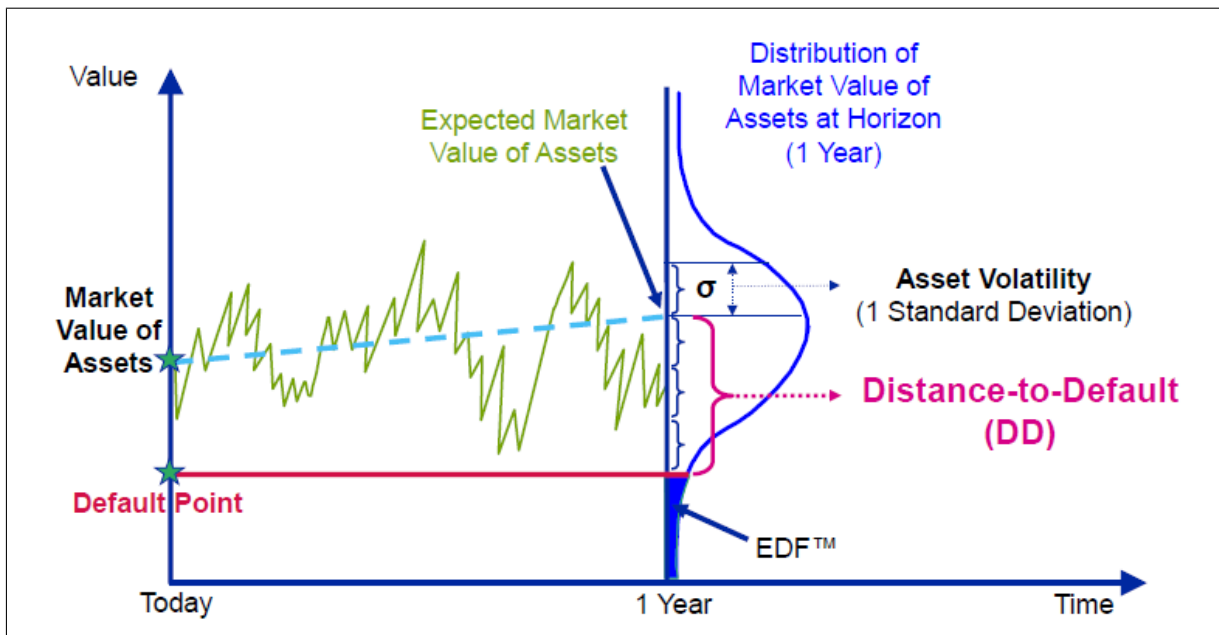 Value
Distribution of
Market Value of
Assets at Horizon
(1 Year)
Expected Market
Value of Assets
Market
Value of
Assets
σ
Asset Volatility
(1 Standard Deviation)
Distance-to-Default
(DD)
Default Point
EDF™
Today
1 Year
Time